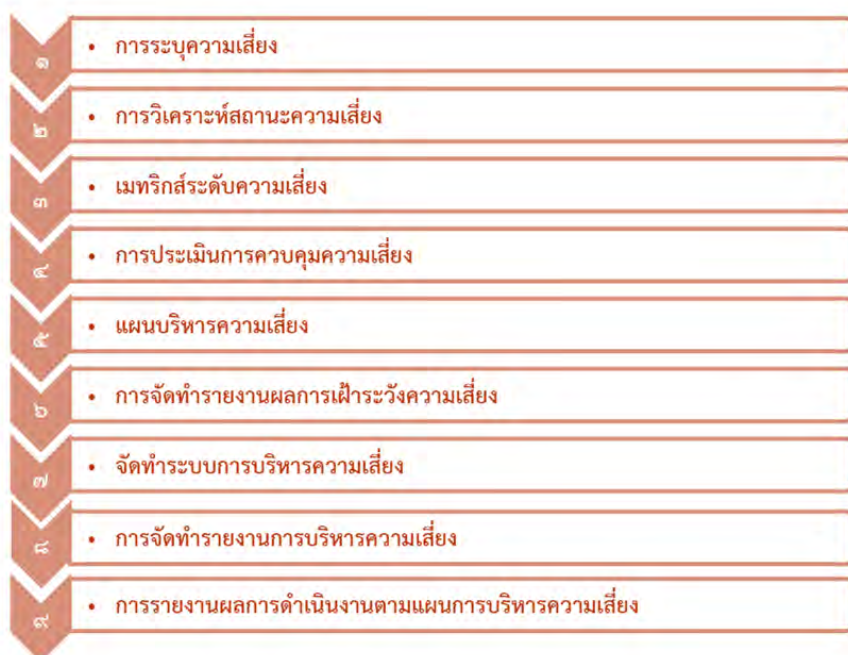 ๑ • การระบุความเสี่ยง
๒ • การวิเคราะห์สถานะความเสี่ยง
๓ • เมทริกส์ระดับความเสี่ยง
๔ • การประเมินการควบคุมความเสี่ยง
๕ • แผนบริหารความเสี่ยง
๖ • การจัดทำรายงานผลการเฝ้าระวังความเสี่ยง
๗ • จัดทำระบบการบริหารความเสี่ยง
๘ • การจัดทำรายงานการบริหารความเสี่ยง
๙ • การรายงานผลการดำเนินงานตามแผนการบริหารความเสี่ยง